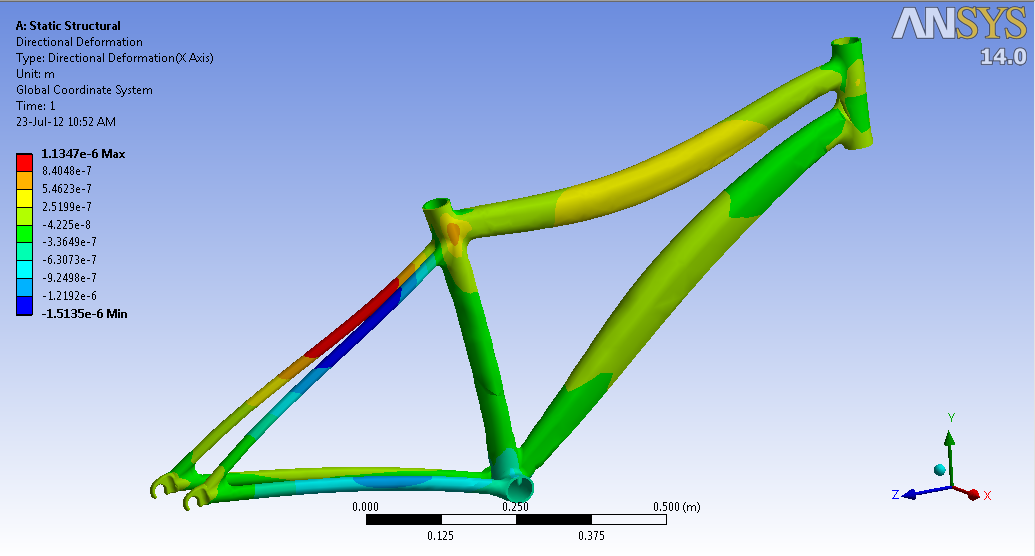 A: Static Structural
Directional Deformation
Type: Directional Deformation(X Axis)
Unit: m
Global Coordinate System
Time: 1
23-Jul-12 10:52 AM
1.1347e-6 Max
8.4048e-7
5.4623e-7
2.5199e-7
-4.225e-8
-3.3649e-7
-6.3073e-7
-9.2498e-7
-1.2192e-6
-1.5135e-6 Min
ANSYS
14.0
Y
Z
X
0.000
0.250
0.500 (m)
0.125
0.375